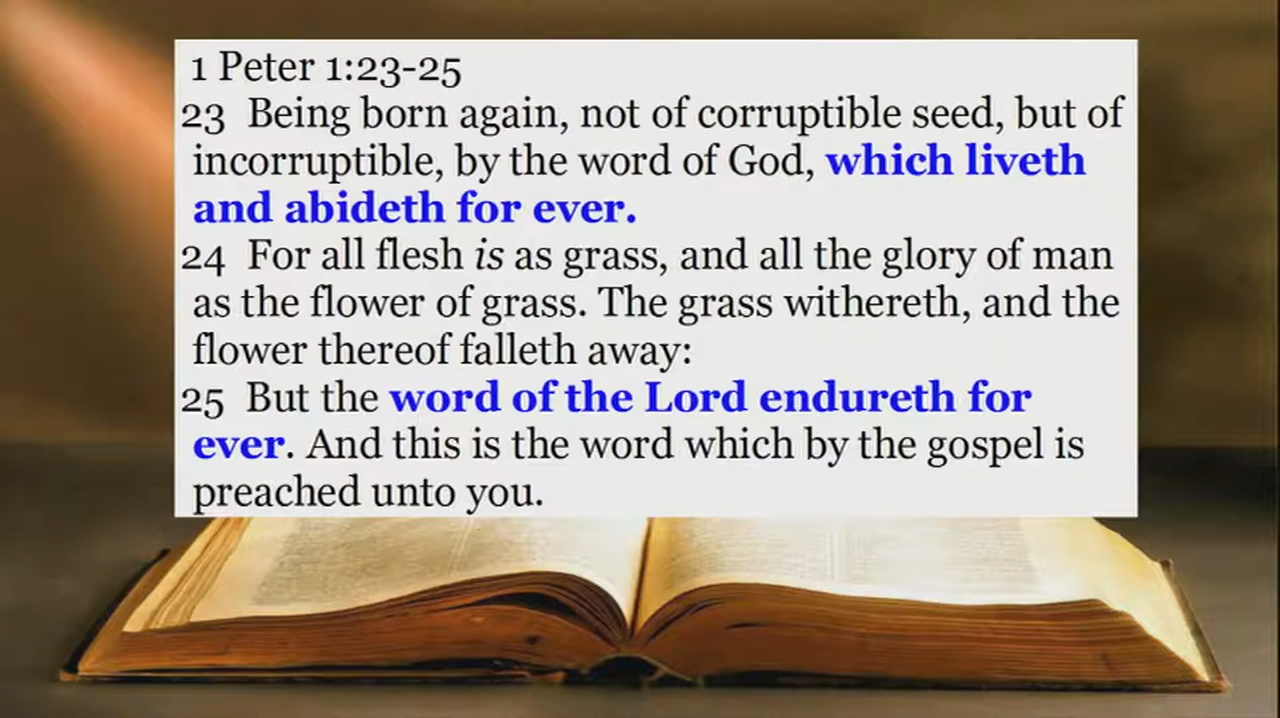 1 Peter 1:23-25
23 Being born again, not of corruptible seed, but of
incorruptible, by the word of God, which liveth
and abideth for ever.
24 For all flesh is as grass, and all the glory of man
as the flower of grass. The grass withereth, and the
flower thereof falleth away:
25 But the word of the Lord endureth for
ever. And this is the word which by the gospel is
preached unto you.